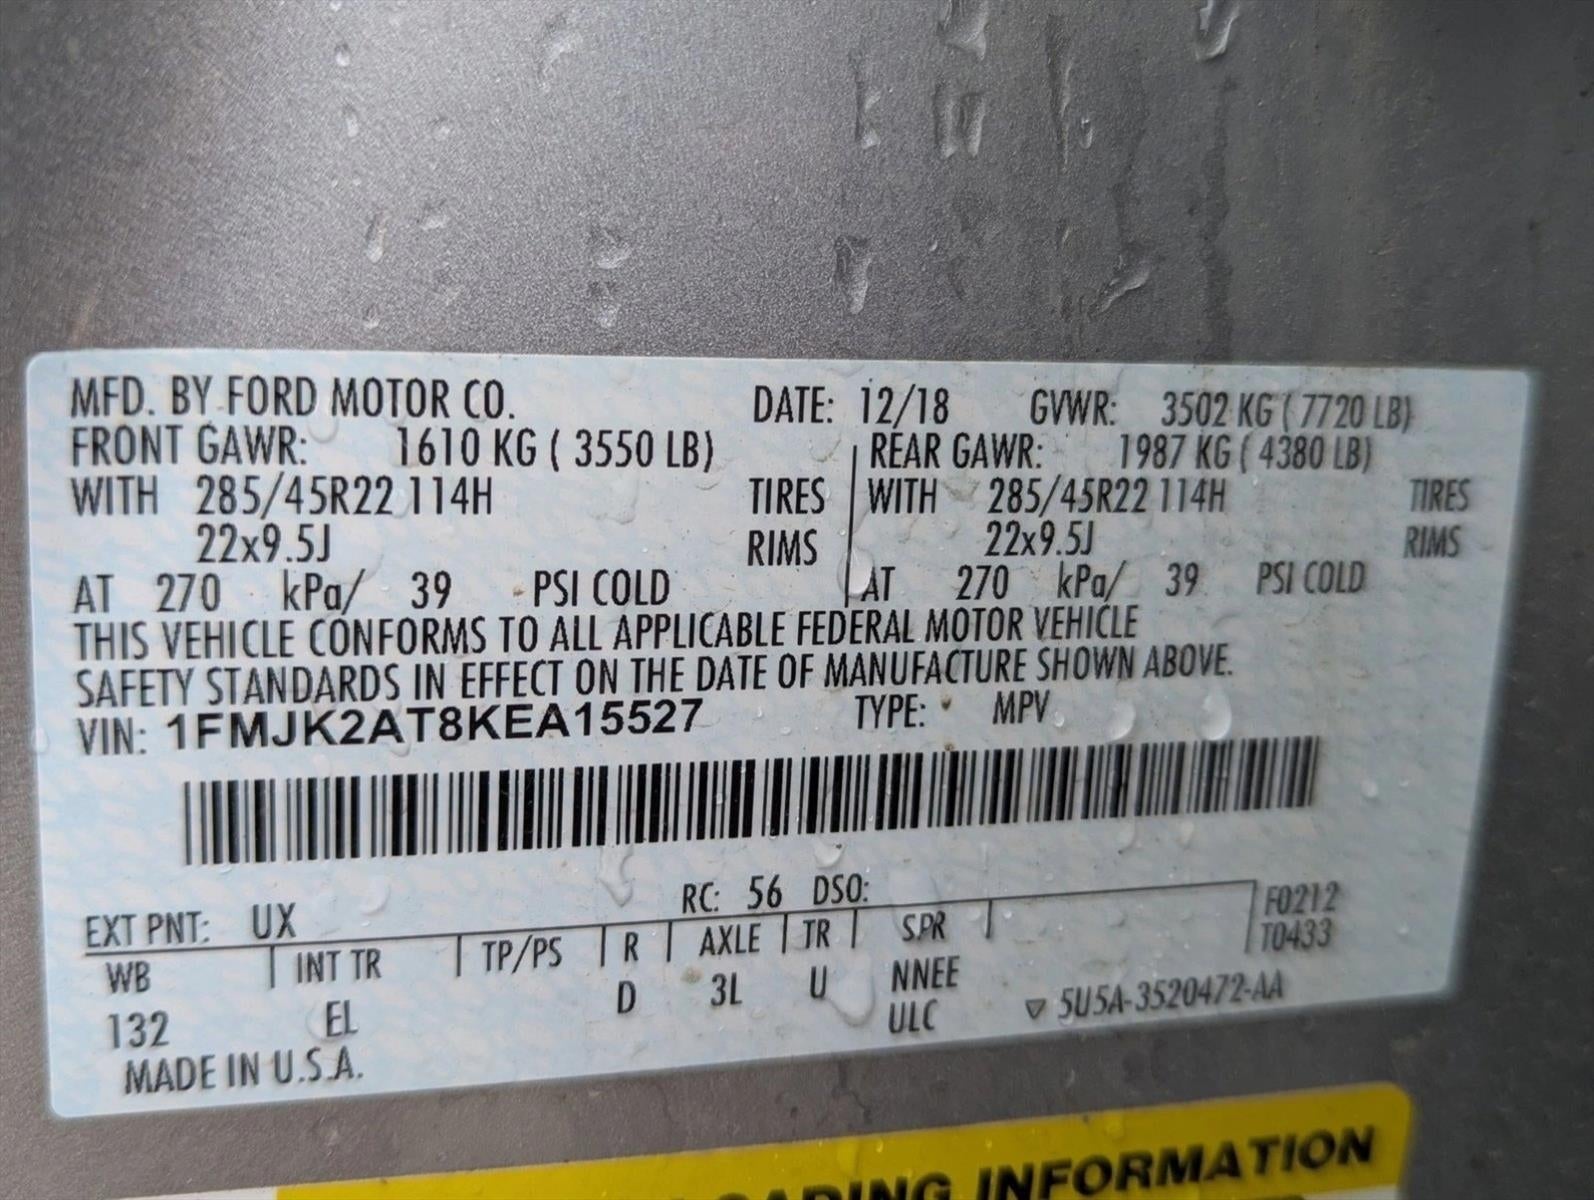 MFD. BY FORD MOTOR CO. DATE: 12/18 GVWR: 3502 KG ( 7720 LB)
FRONT GAWR: 1610 KG ( 3550 LB) REAR GAWR: 1987 KG ( 4380 LB)
WITH 285/45R22 114H TIRES WITH 285/45R22 114H TIRES
22x9.5J RIMS 22x9.5J RIMS
AT 270 kPa/ 39 PSI COLD AT 270 kPa/ 39 PSI COLD
THIS VEHICLE CONFORMS TO ALL APPLICABLE FEDERAL MOTOR VEHICLE
SAFETY STANDARDS IN EFFECT ON THE DATE OF MANUFACTURE SHOWN ABOVE.
VIN: 1FMJK2AT8KEA15527 TYPE: MPV
EXT PNT: UX RC: 56 DSO: F0212
WB INT TR TP/PS R AXLE TR SPR T0433
132 EL D 3L U NNEE
ULC ▽ 5U5A-3520472-AA
MADE IN U.S.A.
INFORMATION